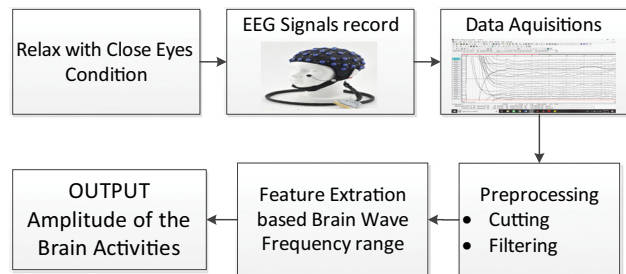 Relax with Close Eyes
Condition
EEG Signals record
Data Aquisitions
Preprocessing
• Cutting
• Filtering
Feature Extration
based Brain Wave
Frequency range
OUTPUT
Amplitude of the
Brain Activities